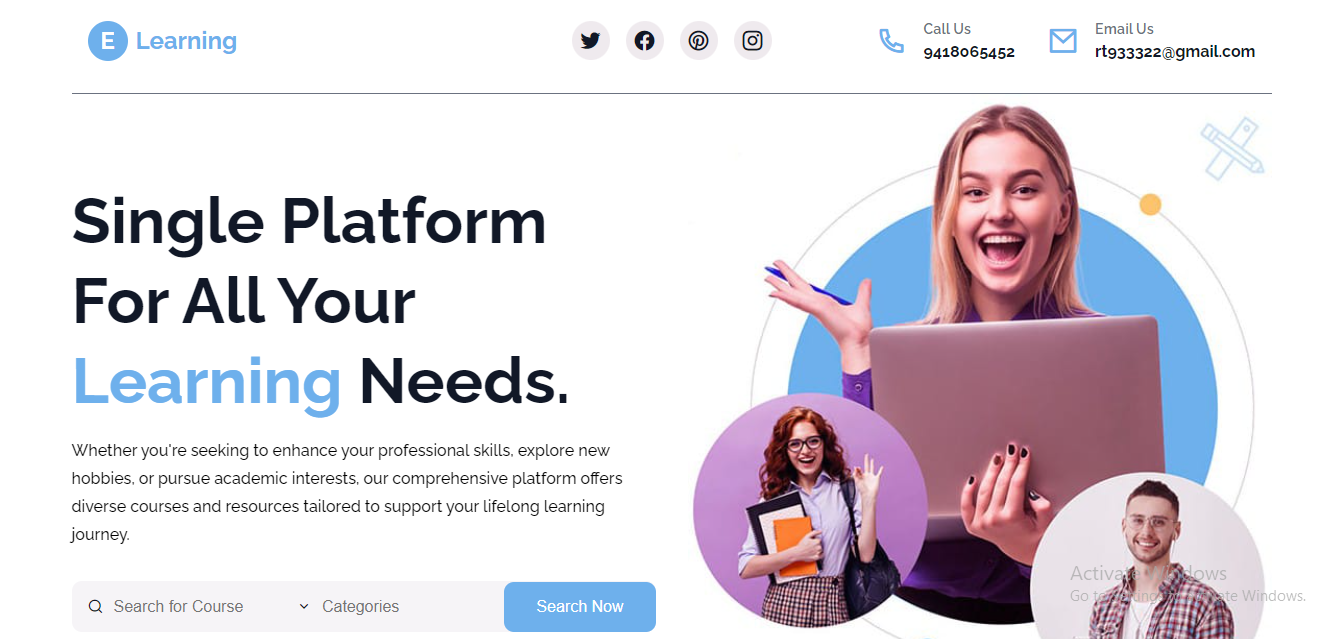 E Learning
Call Us
9418065452
Email Us
rt933322@gmail.com
Single Platform
For All Your
Learning Needs.
Whether you're seeking to enhance your professional skills, explore new
hobbies, or pursue academic interests, our comprehensive platform offers
diverse courses and resources tailored to support your lifelong learning
journey.
Search for Course
Categories
Search Now
Activate Windows
Go to Settings to activate Windows.